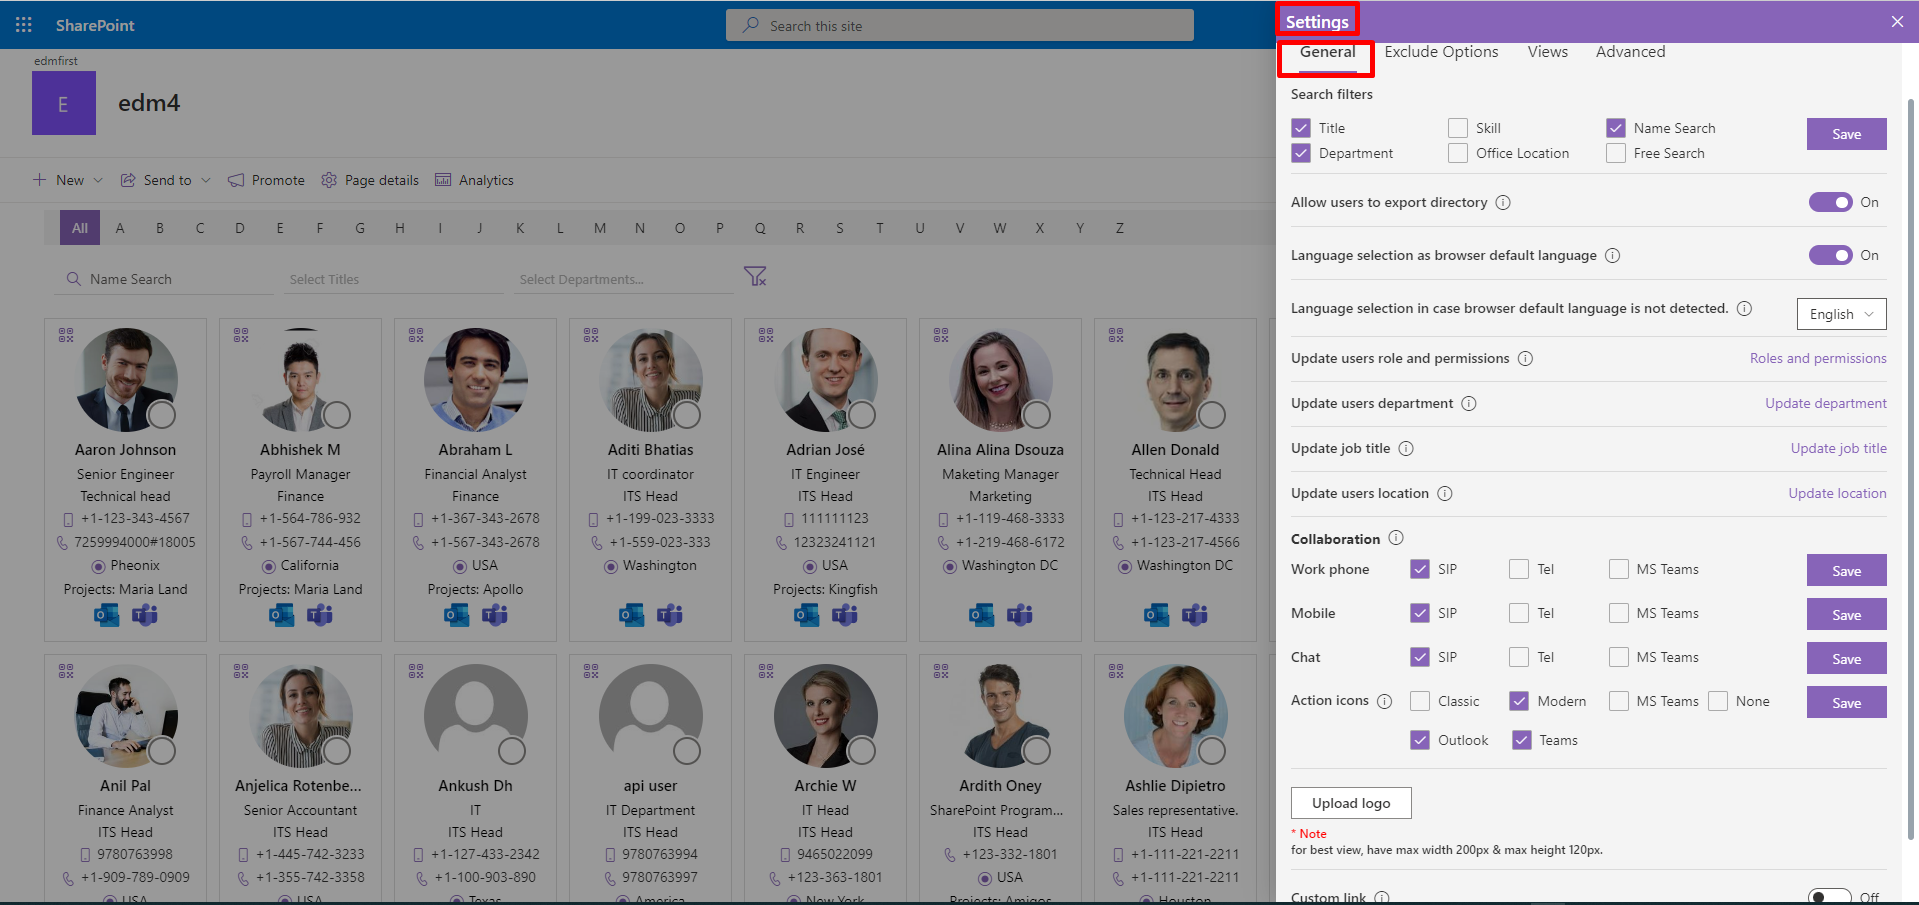 SharePoint
Search this site
edmfirst
E
edm4
New
Send to
Promote
Page details
Analytics
All A B C D E F G H I J K L M N O P Q R S T U V W X Y Z
Name Search
Select Titles
Select Departments...
Aaron Johnson
Senior Engineer
Technical head
+1-123-343-4567
7259994000#18005
Pheonix
Projects: Maria Land
Abhishek M
Payroll Manager
Finance
+1-564-786-932
+1-567-744-456
California
Projects: Maria Land
Abraham L
Financial Analyst
Finance
+1-367-343-2678
+1-567-343-2678
USA
Projects: Apollo
Aditi Bhatias
IT coordinator
ITS Head
+1-199-023-3333
+1-559-023-333
Washington
Adrian José
IT Engineer
ITS Head
111111123
12323241121
USA
Projects: Kingfish
Alina Alina Dsouza
Maketing Manager
Marketing
+1-119-468-3333
+1-219-468-6172
Washington DC
Allen Donald
Technical Head
ITS Head
+1-123-217-4333
+1-123-217-4566
Washington DC
Anil Pal
Finance Analyst
ITS Head
9780763998
+1-909-789-0909
USA
Anjelica Rotenbe...
Senior Accountant
ITS Head
+1-445-742-3233
+1-355-742-3358
USA
Ankush Dh
IT
ITS Head
+1-127-433-2342
+1-100-903-890
Texas
api user
IT Department
ITS Head
9780763994
9780763997
America
Archie W
IT Head
ITS Head
9465022099
+123-363-1801
New York
Ardith Oney
SharePoint Program...
ITS Head
+123-332-1801
USA
Projects: Amigos
Ashlie Dipietro
Sales representative.
ITS Head
+1-111-221-2211
+1-111-221-2211
Houston
Settings
General
Exclude Options
Views
Advanced
Search filters
Title
Skill
Name Search
Save
Department
Office Location
Free Search
Allow users to export directory
On
Language selection as browser default language
On
Language selection in case browser default language is not detected.
English
Update users role and permissions
Roles and permissions
Update users department
Update department
Update job title
Update job title
Update users location
Update location
Collaboration
Work phone
SIP
Tel
MS Teams
Save
Mobile
SIP
Tel
MS Teams
Save
Chat
SIP
Tel
MS Teams
Save
Action icons
Classic
Modern
MS Teams
None
Save
Outlook
Teams
Upload logo
* Note
for best view, have max width 200px & max height 120px.
Custom link
Off